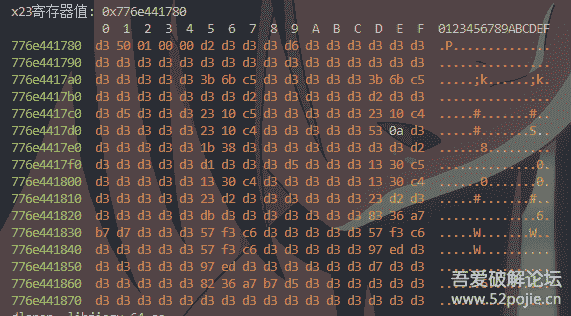 x23寄存器值: 0x776e441780
0 1 2 3 4 5 6 7 8 9 A B C D E F 0123456789ABCDEF
776e441780 d3 50 01 00 00 d2 d3 d3 d3 d6 d3 d3 d3 d3 d3 d3 .P..............
776e441790 d3 d3 d3 d3 d3 d3 d3 d3 d3 d3 d3 d3 d3 d3 d3 d3 ................
776e4417a0 d3 d3 d3 d3 d3 3b 6b c5 d3 d3 d3 d3 d3 3b 6b c5 .....;k......;k.
776e4417b0 d3 d3 d3 d3 d3 d3 d3 d2 d3 d3 d3 d3 d2 d3 d3 d3 ................
776e4417c0 d3 d5 d3 d3 d3 23 10 c5 d3 d3 d3 d3 d3 23 10 c4 .....#.......#..
776e4417d0 d3 d3 d3 d3 d3 23 10 c4 d3 d3 d3 d3 d3 53 0a d3 .....#.......S..
776e4417e0 d3 d3 d3 d3 d3 1b 38 d3 d3 d3 d3 d3 d3 d3 d3 d2 ......8.........
776e4417f0 d3 d3 d3 d3 d3 d1 d3 d3 d3 d5 d3 d3 d3 13 30 c5 ..............0.
776e441800 d3 d3 d3 d3 d3 13 30 c4 d3 d3 d3 d3 d3 13 30 c4 ......0.......0.
776e441810 d3 d3 d3 d3 d3 23 d2 d3 d3 d3 d3 d3 d3 23 d2 d3 .....#.......#..
776e441820 d3 d3 d3 d3 d3 db d3 d3 d3 d3 d3 d3 d3 83 36 a7 ..............6.
776e441830 b7 d7 d3 d3 d3 57 f3 c6 d3 d3 d3 d3 d3 57 f3 c6 .....W.......W..
776e441840 d3 d3 d3 d3 d3 57 f3 c6 d3 d3 d3 d3 d3 97 ed d3 .....W..........
776e441850 d3 d3 d3 d3 d3 97 ed d3 d3 d3 d3 d3 d3 d7 d3 d3 ................
776e441860 d3 d3 d3 d3 d3 82 36 a7 b7 d5 d3 d3 d3 d3 d3 d3 ......6.........
776e441870 d3 d3 d3 d3 d3 d3 d3 d3 d3 d3 d3 d3 d3 d3 d3 d3 ................
吾爱破解论坛
www.52pojie.cn